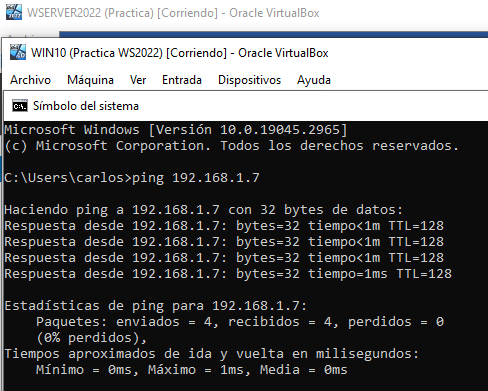 WSERVER2022 (Practica) [Corriendo] - Oracle VirtualBox
WIN10 (Practica WS2022) [Corriendo] - Oracle VirtualBox
Archivo Máquina Ver Entrada Dispositivos Ayuda
Símbolo del sistema
Microsoft Windows [Versión 10.0.19045.2965]
(c) Microsoft Corporation. Todos los derechos reservados.
C:\Users\carlos>ping 192.168.1.7
Haciendo ping a 192.168.1.7 con 32 bytes de datos:
Respuesta desde 192.168.1.7: bytes=32 tiempo<1m TTL=128
Respuesta desde 192.168.1.7: bytes=32 tiempo<1m TTL=128
Respuesta desde 192.168.1.7: bytes=32 tiempo<1m TTL=128
Respuesta desde 192.168.1.7: bytes=32 tiempo=1ms TTL=128
Estadísticas de ping para 192.168.1.7:
Paquetes: enviados = 4, recibidos = 4, perdidos = 0
(0% perdidos),
Tiempos aproximados de ida y vuelta en milisegundos:
Mínimo = 0ms, Máximo = 1ms, Media = 0ms